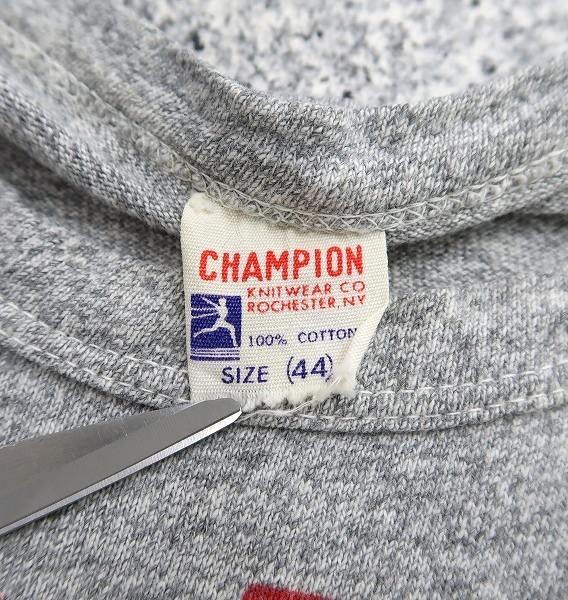 CHAMPION
KNITWEAR CO
ROCHESTER, NY
100% COTTON
SIZE (44)